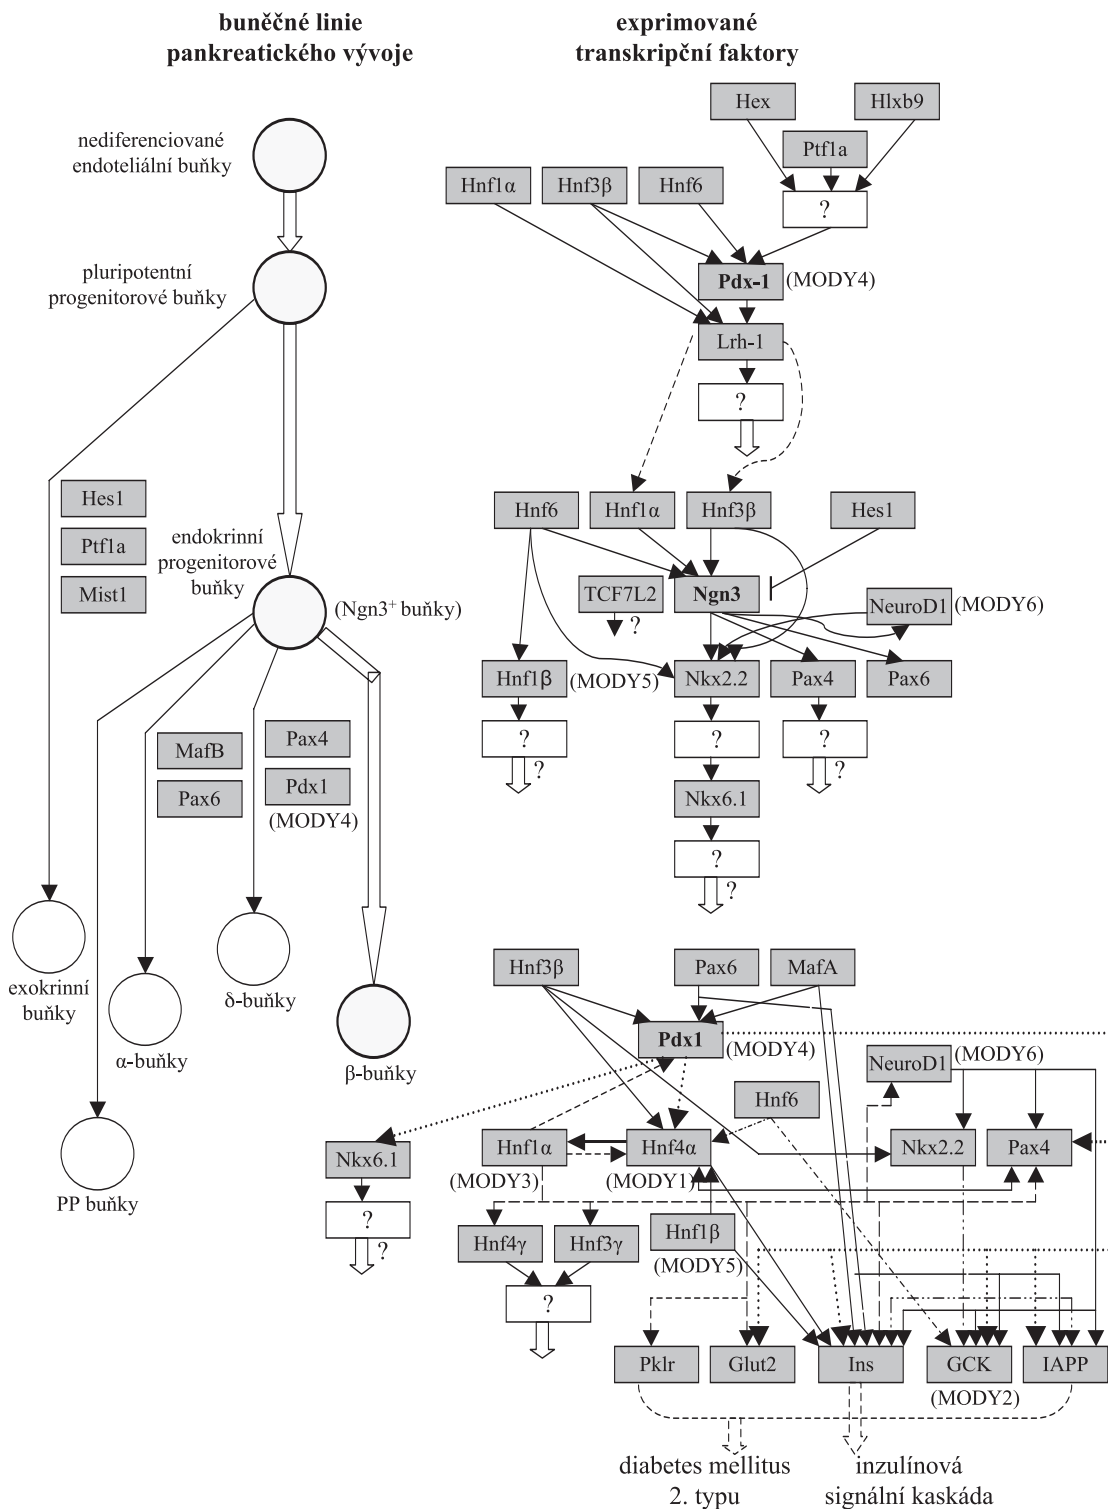 buněčné linie
pankreatického vývoje
exprimované
transkripční faktory
nediferenciované
endoteliální buňky
pluripotentní
progenitorové buňky
Hes1
Ptf1a
Mist1
endokrinní
progenitorové
buňky
(Ngn3⁺ buňky)
MafB
Pax6
Pax4
Pdx1
(MODY4)
exokrinní
buňky
PP buňky
α-buňky
δ-buňky
β-buňky
Hex
Hlxb9
Ptf1a
?
Hnf1α
Hnf3β
Hnf6
Pdx-1
(MODY4)
Lrh-1
?
Hnf6
Hnf1α
Hnf3β
Hes1
TCF7L2
?
Ngn3
NeuroD1
(MODY6)
Hnf1β
(MODY5)
Nkx2.2
Pax4
Pax6
?
?
?
?
?
Nkx6.1
?
?
Hnf3β
Pax6
MafA
Pdx1
(MODY4)
NeuroD1
(MODY6)
Hnf6
Nkx6.1
Hnf1α
(MODY3)
Hnf4α
(MODY1)
Nkx2.2
Pax4
?
?
Hnf4γ
Hnf3γ
Hnf1β
(MODY5)
?
Pklr
Glut2
Ins
GCK
(MODY2)
IAPP
diabetes mellitus
2. typu
inzulínová
signální kaskáda